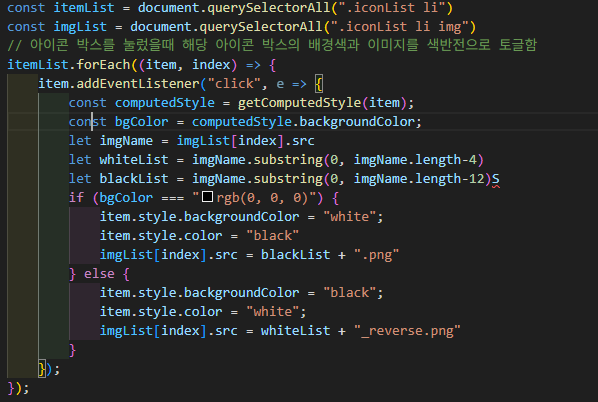 const itemList = document.querySelectorAll(".iconList li")
const imgList = document.querySelectorAll(".iconList li img")
// 아이콘 박스를 눌렀을때 해당 아이콘 박스의 배경색과 이미지를 색반전으로 토글함
itemList.forEach((item, index) => {
item.addEventListener("click", e => {
const computedStyle = getComputedStyle(item);
const bgColor = computedStyle.backgroundColor;
let imgName = imgList[index].src
let whiteList = imgName.substring(0, imgName.length-4)
let blackList = imgName.substring(0, imgName.length-12)S
if (bgColor === "rgb(0, 0, 0)") {
item.style.backgroundColor = "white";
item.style.color = "black"
imgList[index].src = blackList + ".png"
} else {
item.style.backgroundColor = "black";
item.style.color = "white";
imgList[index].src = whiteList + "_reverse.png"
}
});
});